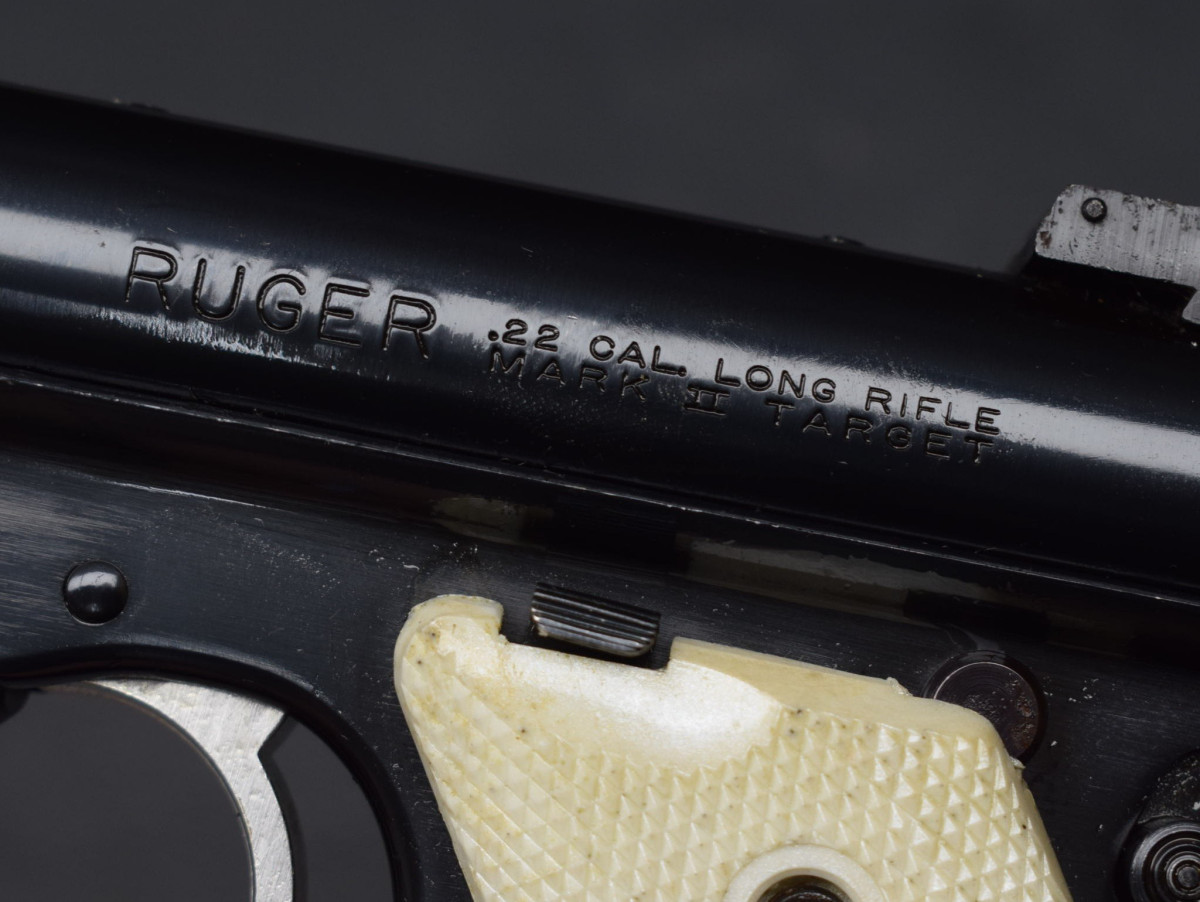 RUGER
.22 CAL. LONG RIFLE
MARK II TARGET